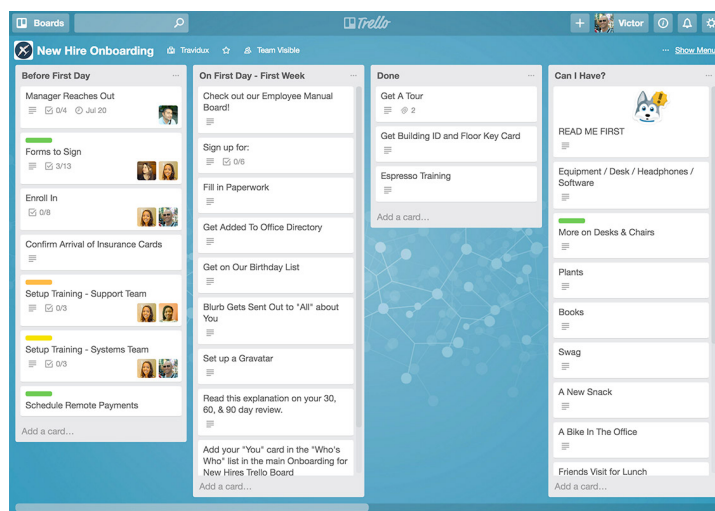 Boards
Trello
Victor
New Hire Onboarding
Travidux
Team Visible
... Show Menu
Before First Day
Manager Reaches Out
0/4 Jul 20
Forms to Sign
3/13
Enroll In
0/8
Confirm Arrival of Insurance Cards
Setup Training - Support Team
0/3
Setup Training - Systems Team
0/3
Schedule Remote Payments
Add a card…
On First Day - First Week
Check out our Employee Manual
Board!
Sign up for:
0/6
Fill in Paperwork
Get Added To Office Directory
Get on Our Birthday List
Blurb Gets Sent Out to "All" about
You
Set up a Gravatar
Read this explanation on your 30,
60, & 90 day review.
Add your "You" card in the "Who's
Who" list in the main Onboarding for
New Hires Trello Board
Add a card…
Done
Get A Tour
2
Get Building ID and Floor Key Card
Espresso Training
Add a card…
Can I Have?
READ ME FIRST
Equipment / Desk / Headphones /
Software
More on Desks & Chairs
Plants
Books
Swag
A New Snack
A Bike In The Office
Friends Visit for Lunch
Add a card…